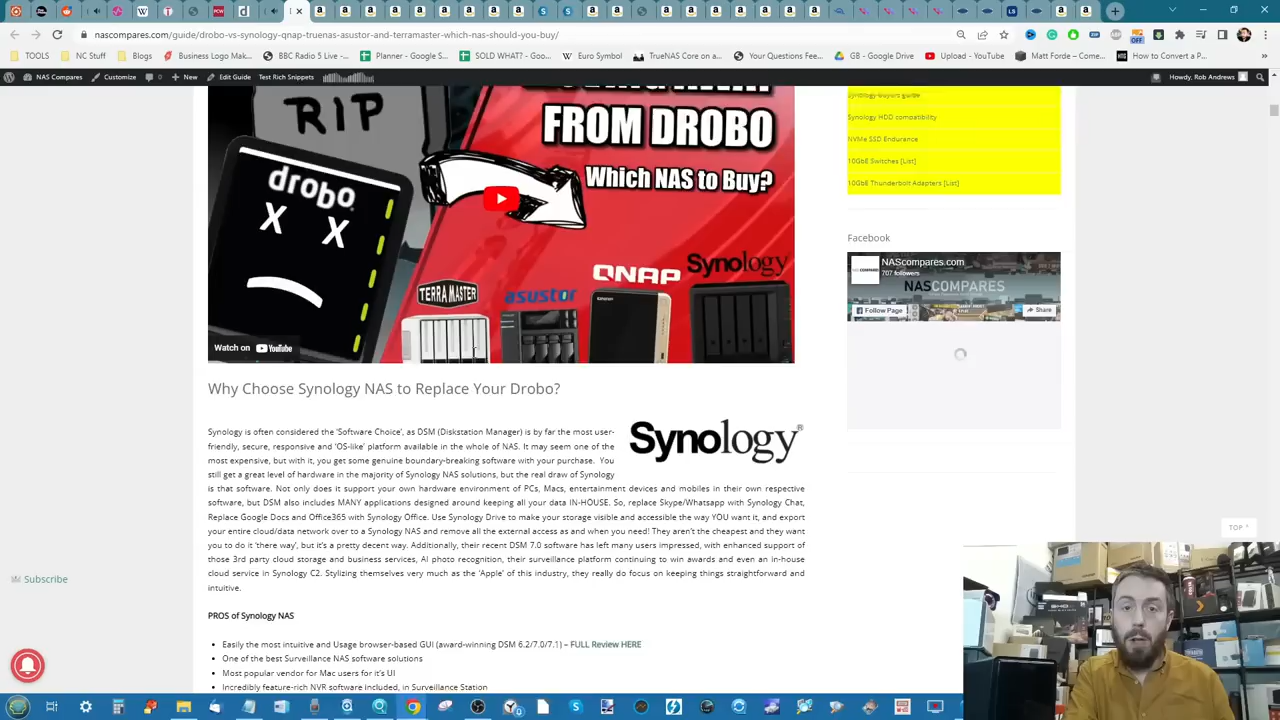 nascompares.com/guide/drobo-vs-synology-qnap-truenas-asustor-and-terramaster-which-nas-should-you-buy/
TOOLS
NC Stuff
Blogs
Business Logo Mak...
BBC Radio 5 Live -...
Planner - Google S...
SOLD WHAT? - Goo...
Euro Symbol
TrueNAS Core on a...
Your Questions Fee...
GB - Google Drive
Upload - YouTube
Matt Forde – Come...
How to Convert a P...
NAS Compares
Customize
0
New
Edit Guide
Test Rich Snippets
Howdy, Rob Andrews
RIP
FROM DROBO
Which NAS to Buy?
drobo
X X
TERRAMASTER
asustor
QNAP
Synology
Watch on YouTube
Synology buyers guide
Synology HDD compatibility
NVMe SSD Endurance
10GbE Switches [List]
10GbE Thunderbolt Adapters [List]
Facebook
NAScompares.com
707 followers
NASCOMPARES
Follow Page
Share
Why Choose Synology NAS to Replace Your Drobo?
Synology®
Synology is often considered the 'Software Choice', as DSM (Diskstation Manager) is by far the most user-
friendly, secure, responsive and 'OS-like' platform available in the whole of NAS. It may seem one of the
most expensive, but with it, you get some genuine boundary-breaking software with your purchase. You
still get a great level of hardware in the majority of Synology NAS solutions, but the real draw of Synology
is that software. Not only does it support your own hardware environment of PCs, Macs, entertainment devices and mobiles in their own respective
software, but DSM also includes MANY applications designed around keeping all your data IN-HOUSE. So, replace Skype/Whatsapp with Synology Chat,
Replace Google Docs and Office365 with Synology Office. Use Synology Drive to make your storage visible and accessible the way YOU want it, and export
your entire cloud/data network over to a Synology NAS and remove all the external access as and when you need! They aren't the cheapest and they want
you to do it 'there way', but it's a pretty decent way. Additionally, their recent DSM 7.0 software has left many users impressed, with enhanced support of
those 3rd party cloud storage and business services, AI photo recognition, their surveillance platform continuing to win awards and even an in-house
cloud service in Synology C2. Stylizing themselves very much as the 'Apple' of this industry, they really do focus on keeping things straightforward and
intuitive.
PROS of Synology NAS
Easily the most intuitive and Usage browser-based GUI (award-winning DSM 6.2/7.0/7.1) – FULL Review HERE
One of the best Surveillance NAS software solutions
Most popular vendor for Mac users for it's UI
Incredibly feature-rich NVR software included, in Surveillance Station
TOP ^
Subscribe